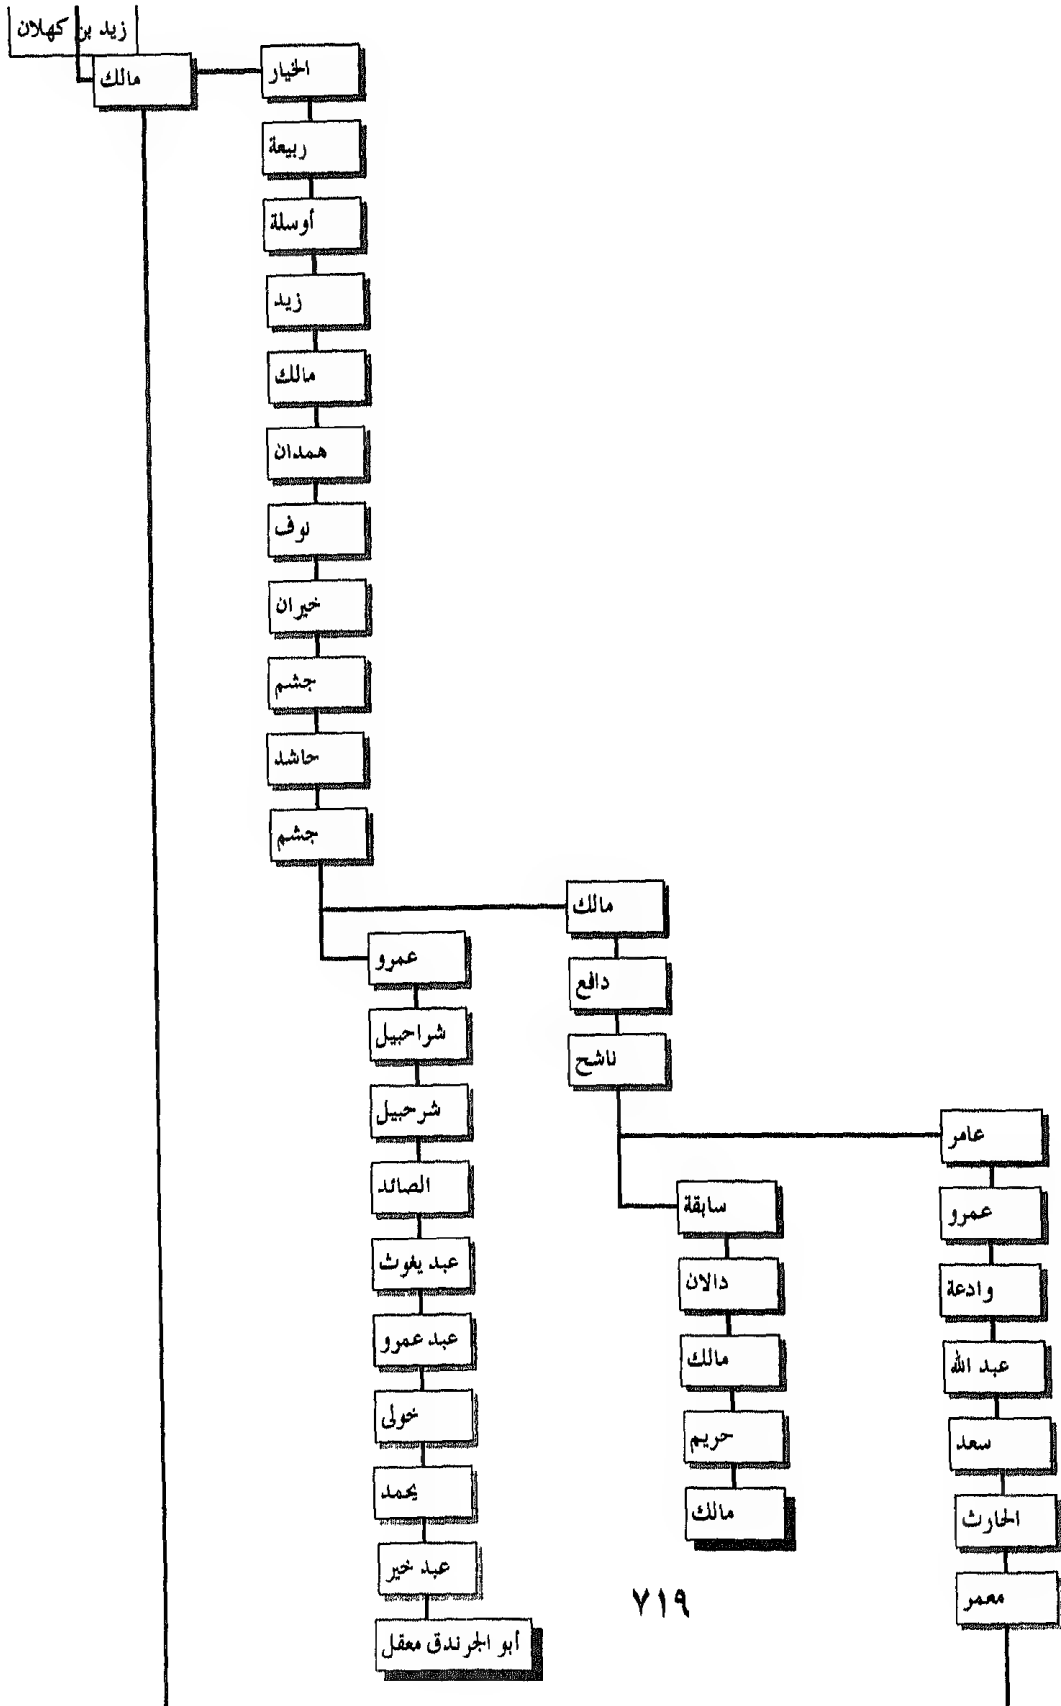 زيد بن كهلان
مالك
الخيار
ربيعة
أوسلة
زيد
مالك
همدان
نوف
خيران
جشم
حاشد
جشم
مالك
دافع
ناشح
عمرو
شراحبيل
شرحبيل
الصائد
عبد يغوث
عبد عمرو
خولى
يحمد
عبد خير
أبو الجرندق معقل
سابقة
دالان
مالك
حريم
مالك
عامر
عمرو
وادعة
عبد الله
سعد
الحارث
معمر
٧١٩